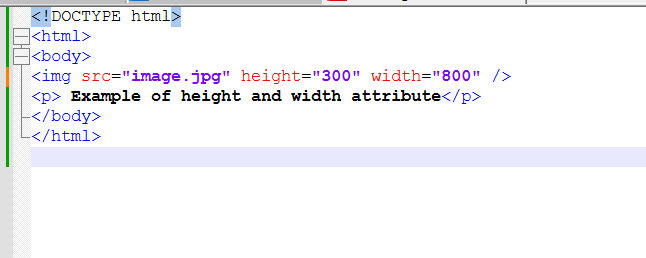 <!DOCTYPE html>
<html>
<body>
<img src="image.jpg" height="300" width="800" />
<p> Example of height and width attribute</p>
</body>
</html>